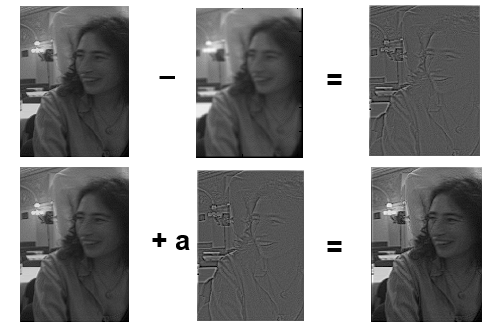 − =
+ a =